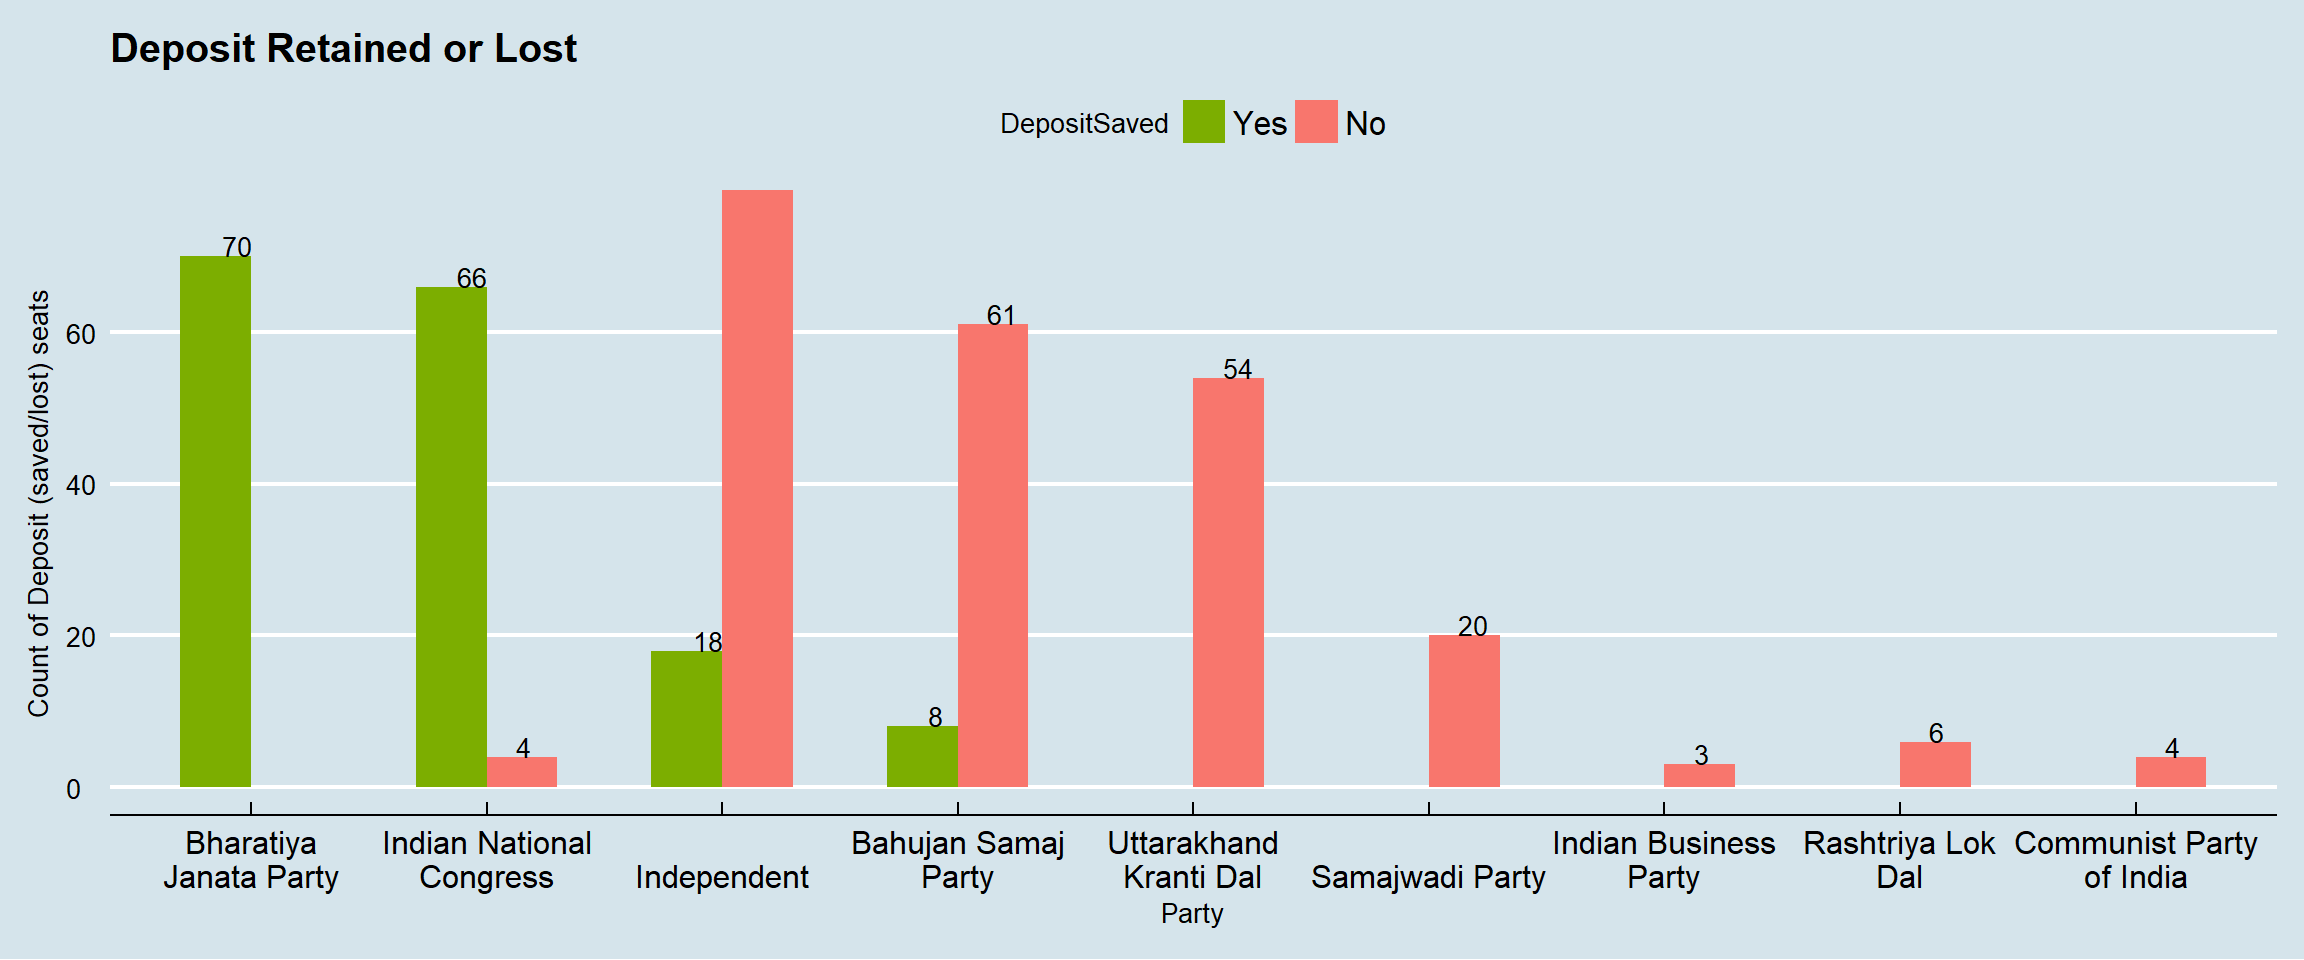 Deposit Retained or Lost
DepositSaved Yes No
Count of Deposit (saved/lost) seats
60
40
20
0
70
66
4
18
8
61
54
20
3
6
4
Bharatiya
Janata Party
Indian National
Congress
Independent
Bahujan Samaj
Party
Uttarakhand
Kranti Dal
Samajwadi Party
Indian Business
Party
Rashtriya Lok
Dal
Communist Party
of India
Party